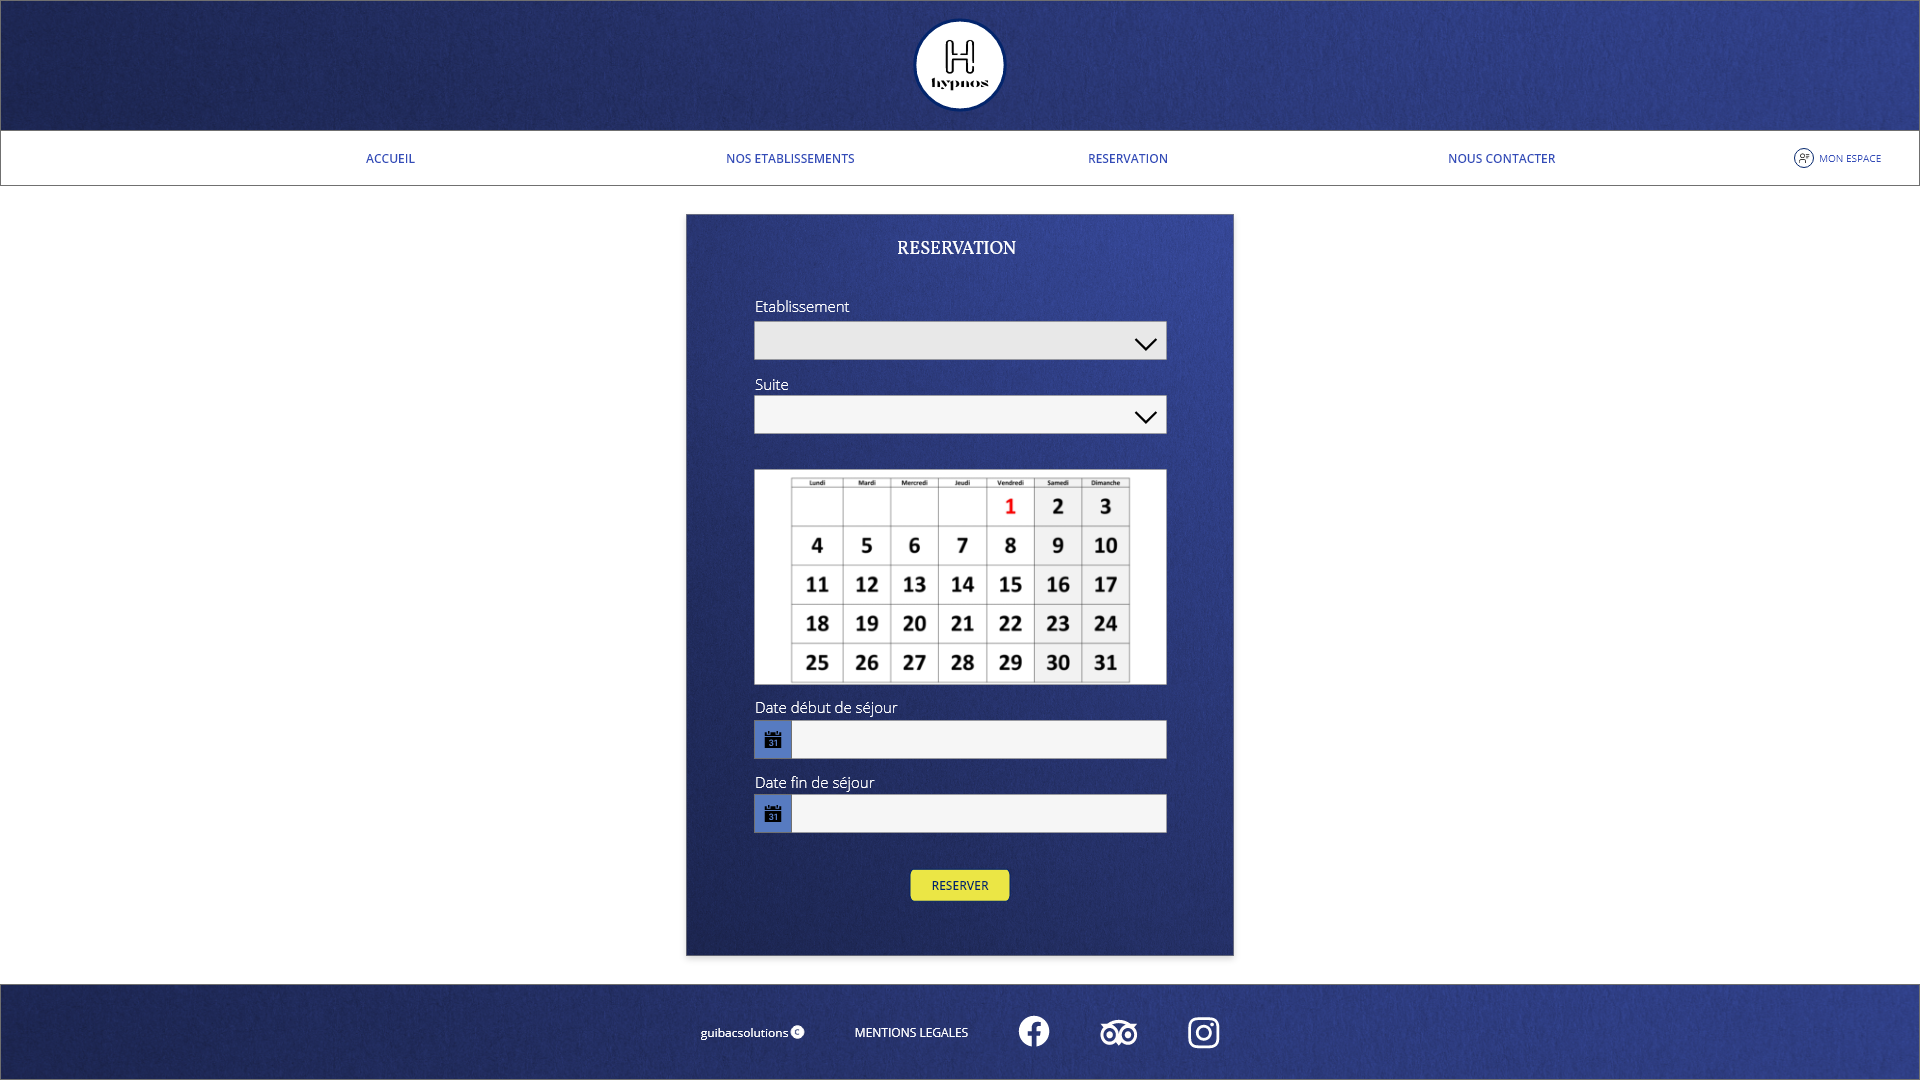 H
hypnos
ACCUEIL NOS ETABLISSEMENTS RESERVATION NOUS CONTACTER MON ESPACE
RESERVATION
Etablissement
Suite
Lundi Mardi Mercredi Jeudi Vendredi Samedi Dimanche
1 2 3
4 5 6 7 8 9 10
11 12 13 14 15 16 17
18 19 20 21 22 23 24
25 26 27 28 29 30 31
Date début de séjour
31
Date fin de séjour
31
RESERVER
guibacsolutions C MENTIONS LEGALES